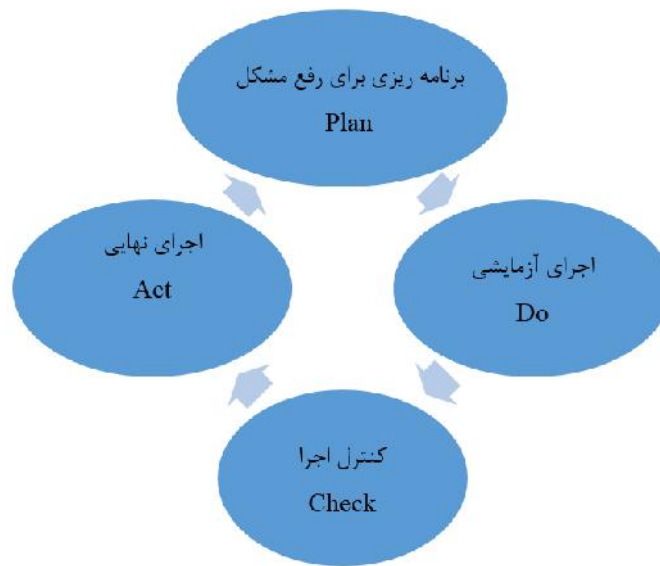 برنامه ریزی برای رفع مشکل
Plan
اجرای آزمایشی
Do
کنترل اجرا
Check
اجرای نهایی
Act